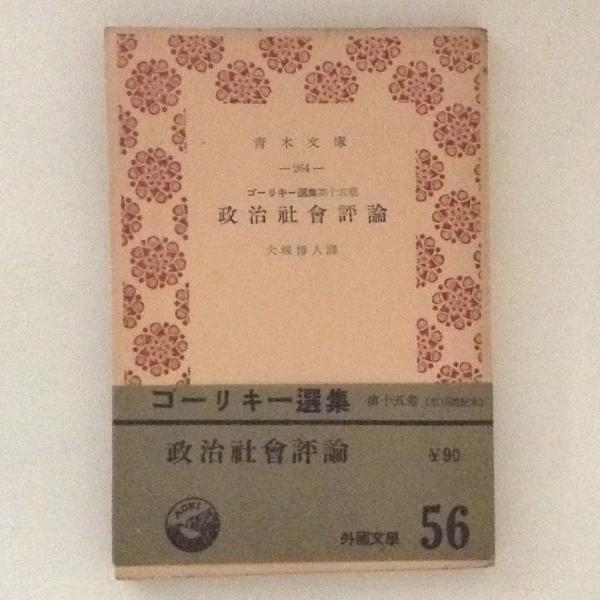 青木文庫
—264—
ゴーリキー選集第十五巻
政治社會評論
大塚博人譯
ゴーリキー選集 第十五巻
政治社會評論 ¥90
AOKI
外國文學 56